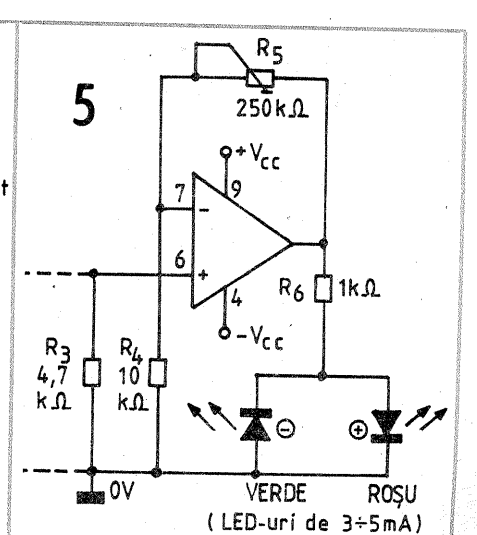 t
5
R5
250kΩ
+Vcc
7
9
-
6
+
4
-Vcc
R6 1kΩ
R3
4,7
kΩ
R4
10
kΩ
⊖
⊕
0V
VERDE
ROȘU
(LED-uri de 3÷5mA)